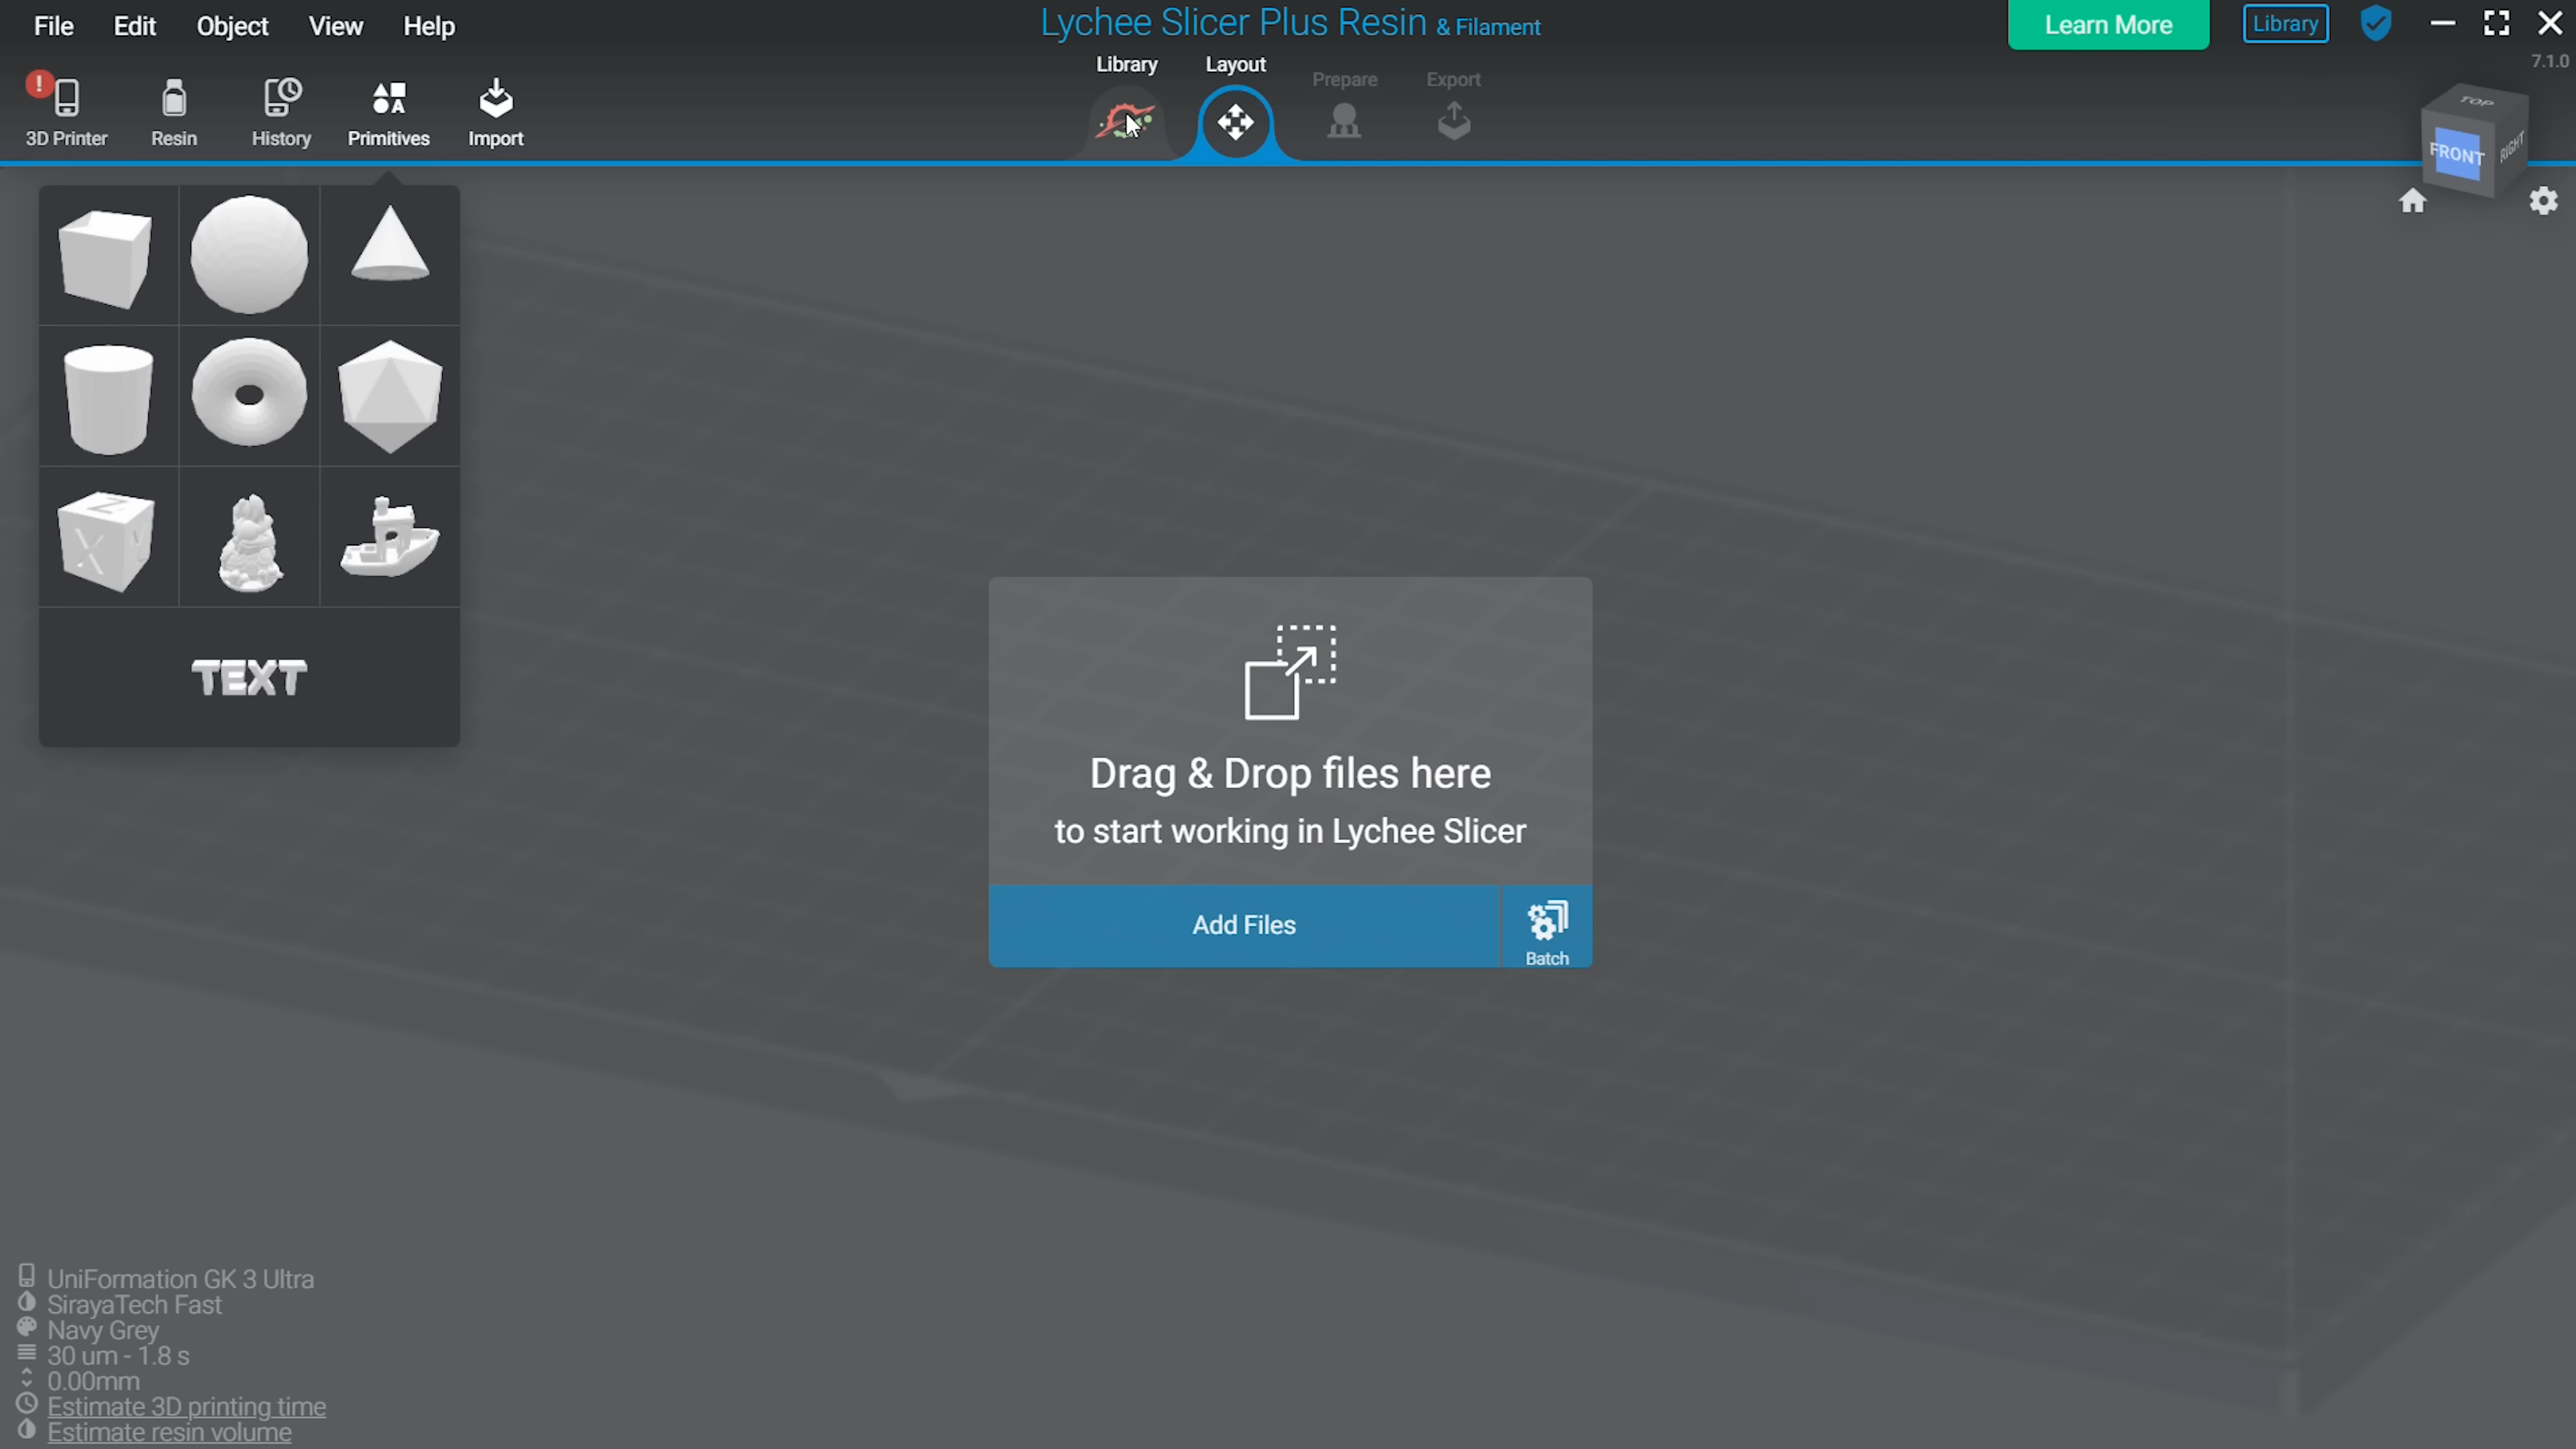 File Edit Object View Help
Lychee Slicer Plus Resin & Filament
Learn More
Library
7.1.0
3D Printer
Resin
History
Primitives
Import
Library
Layout
Prepare
Export
TOP
FRONT
RIGHT
Z
X
TEXT
Drag & Drop files here
to start working in Lychee Slicer
Add Files
Batch
UniFormation GK 3 Ultra
SirayaTech Fast
Navy Grey
30 um - 1.8 s
0.00mm
Estimate 3D printing time
Estimate resin volume